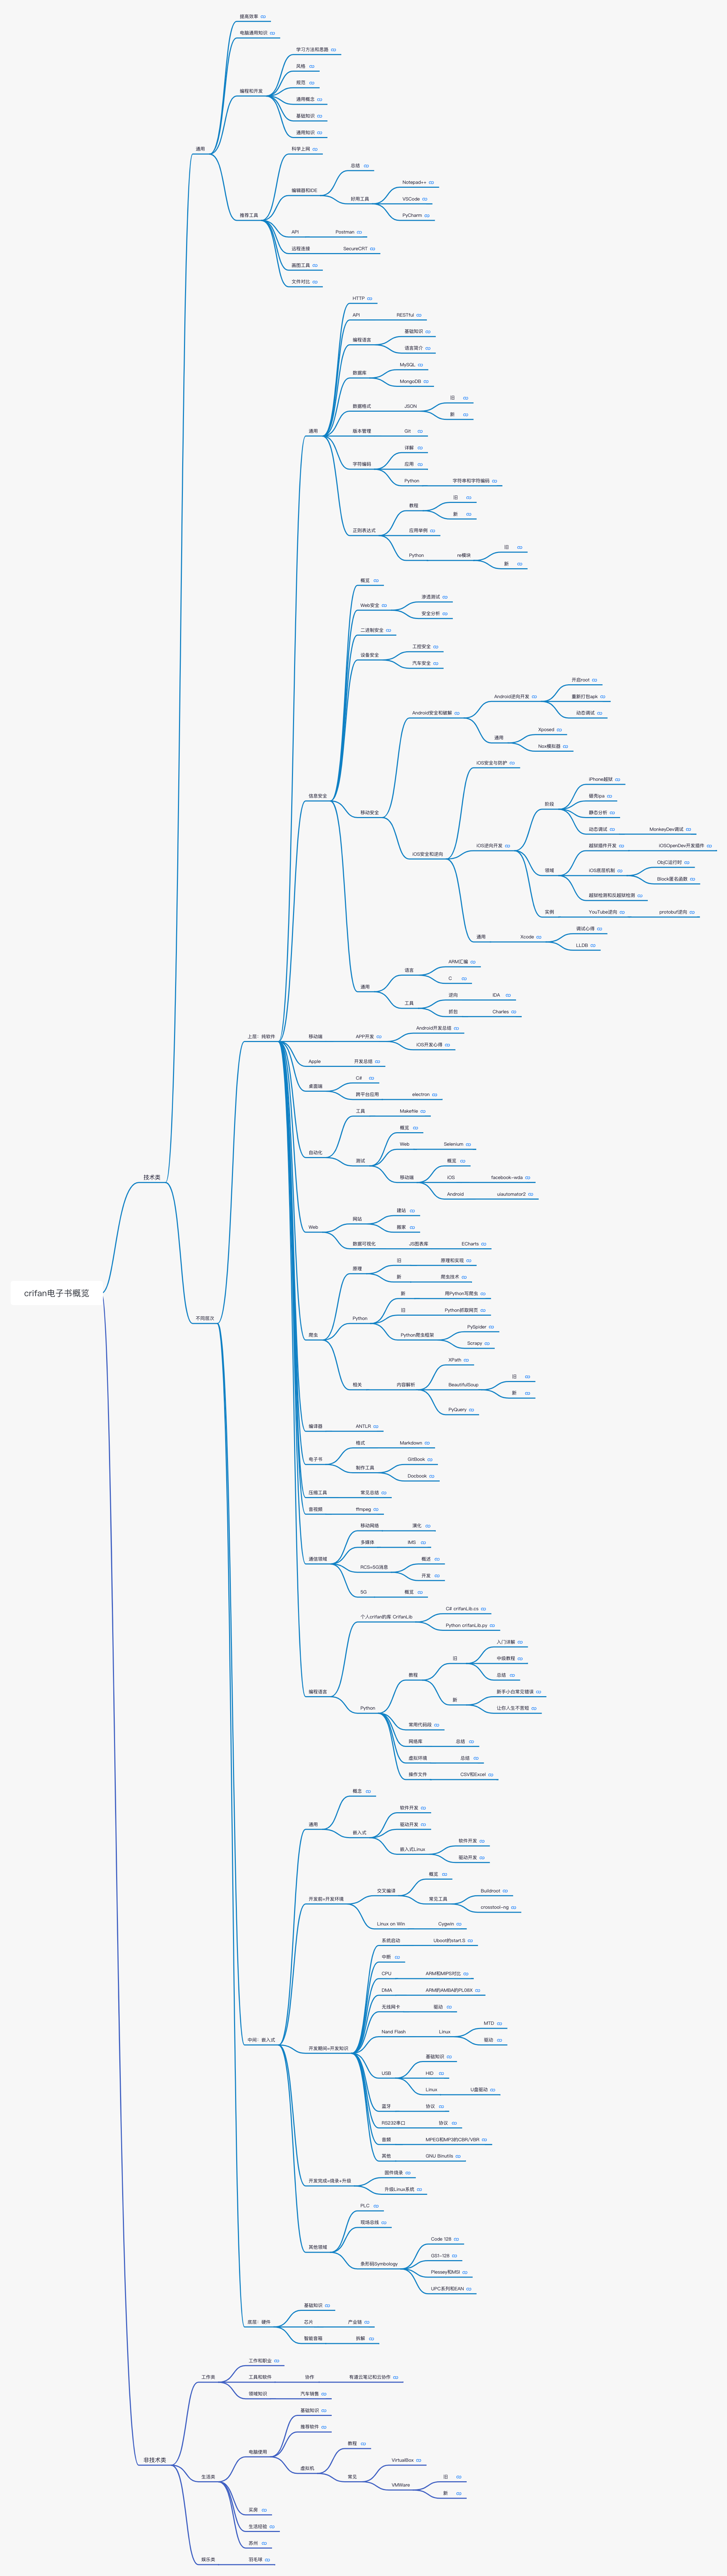 提高效率
电脑通用知识
学习方法和思路
风格
规范
编程和开发
通用概念
基础知识
通用知识
通用
科学上网
总结
编辑器和IDE
Notepad++
好用工具
VSCode
PyCharm
推荐工具
API
Postman
远程连接
SecureCRT
画图工具
文件对比
HTTP
API
RESTful
编程语言
基础知识
语言简介
数据库
MySQL
MongoDB
数据格式
JSON
旧
新
通用
版本管理
Git
字符编码
详解
应用
Python
字符串和字符编码
正则表达式
教程
旧
新
应用举例
Python
re模块
旧
新
概览
Web安全
渗透测试
安全分析
二进制安全
设备安全
工控安全
汽车安全
Android安全和破解
Android逆向开发
开启root
重新打包apk
动态调试
通用
Xposed
Nox模拟器
信息安全
移动安全
iOS安全与防护
iOS安全和逆向
iOS逆向开发
阶段
iPhone越狱
砸壳ipa
静态分析
动态调试
MonkeyDev调试
领域
越狱插件开发
iOSOpenDev开发插件
iOS底层机制
ObjC运行时
Block匿名函数
越狱检测和反越狱检测
实例
YouTube逆向
protobuf逆向
通用
Xcode
调试心得
LLDB
通用
语言
ARM汇编
C
工具
逆向
IDA
抓包
Charles
上层：纯软件
移动端
APP开发
Android开发总结
iOS开发心得
Apple
开发总结
桌面端
C#
跨平台应用
electron
自动化
工具
Makefile
测试
概览
Web
Selenium
移动端
概览
iOS
facebook-wda
Android
uiautomator2
技术类
Web
网站
建站
搬家
数据可视化
JS图表库
ECharts
crifan电子书概览
不同层次
爬虫
原理
旧
原理和实现
新
爬虫技术
Python
新
用Python写爬虫
旧
Python抓取网页
Python爬虫框架
PySpider
Scrapy
相关
内容解析
XPath
BeautifulSoup
旧
新
PyQuery
编译器
ANTLR
电子书
格式
Markdown
制作工具
GitBook
Docbook
压缩工具
常见总结
音视频
ffmpeg
通信领域
移动网络
演化
多媒体
IMS
RCS=5G消息
概述
开发
5G
概览
编程语言
个人crifan的库 CrifanLib
C# crifanLib.cs
Python crifanLib.py
Python
教程
旧
入门详解
中级教程
总结
新
新手小白常见错误
让你人生不苦短
常用代码段
网络库
总结
虚拟环境
总结
操作文件
CSV和Excel
通用
概念
嵌入式
软件开发
驱动开发
嵌入式Linux
软件开发
驱动开发
开发前=开发环境
交叉编译
概览
常见工具
Buildroot
crosstool-ng
Linux on Win
Cygwin
中间：嵌入式
开发期间=开发知识
系统启动
Uboot的start.S
中断
CPU
ARM和MIPS对比
DMA
ARM的AMBA的PL08X
无线网卡
驱动
Nand Flash
Linux
MTD
驱动
USB
基础知识
HID
Linux
U盘驱动
蓝牙
协议
RS232串口
协议
音频
MPEG和MP3的CBR/VBR
其他
GNU Binutils
开发完成=烧录+升级
固件烧录
升级Linux系统
其他领域
PLC
现场总线
条形码Symbology
Code 128
GS1-128
Plessey和MSI
UPC系列和EAN
底层：硬件
基础知识
芯片
产业链
智能音箱
拆解
工作类
工作和职业
工具和软件
协作
有道云笔记和云协作
领域知识
汽车销售
非技术类
生活类
电脑使用
基础知识
推荐软件
虚拟机
教程
常见
VirtualBox
VMWare
旧
新
买房
生活经验
苏州
娱乐类
羽毛球